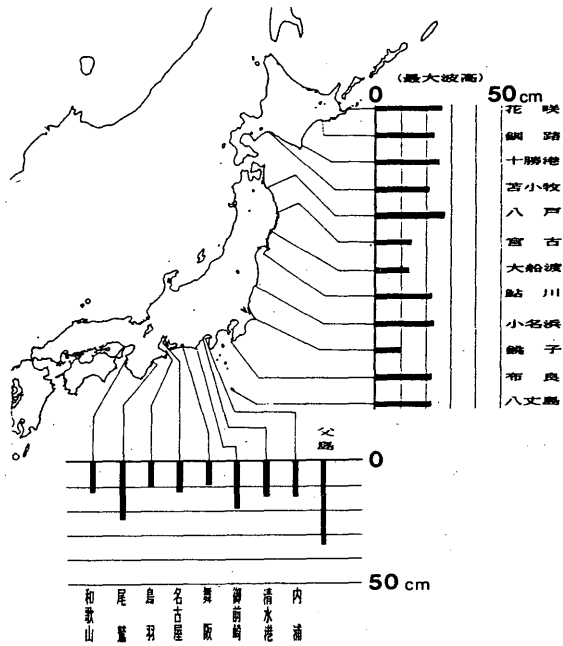 (最大波高)
0 50cm
花咲
釧路
十勝港
苫小牧
八戸
宮古
大船渡
鮎川
小名浜
銚子
布良
八丈島
父島
0
50cm
和歌山
尾鷲
鳥羽
名古屋
舞阪
御前崎
清水港
内浦